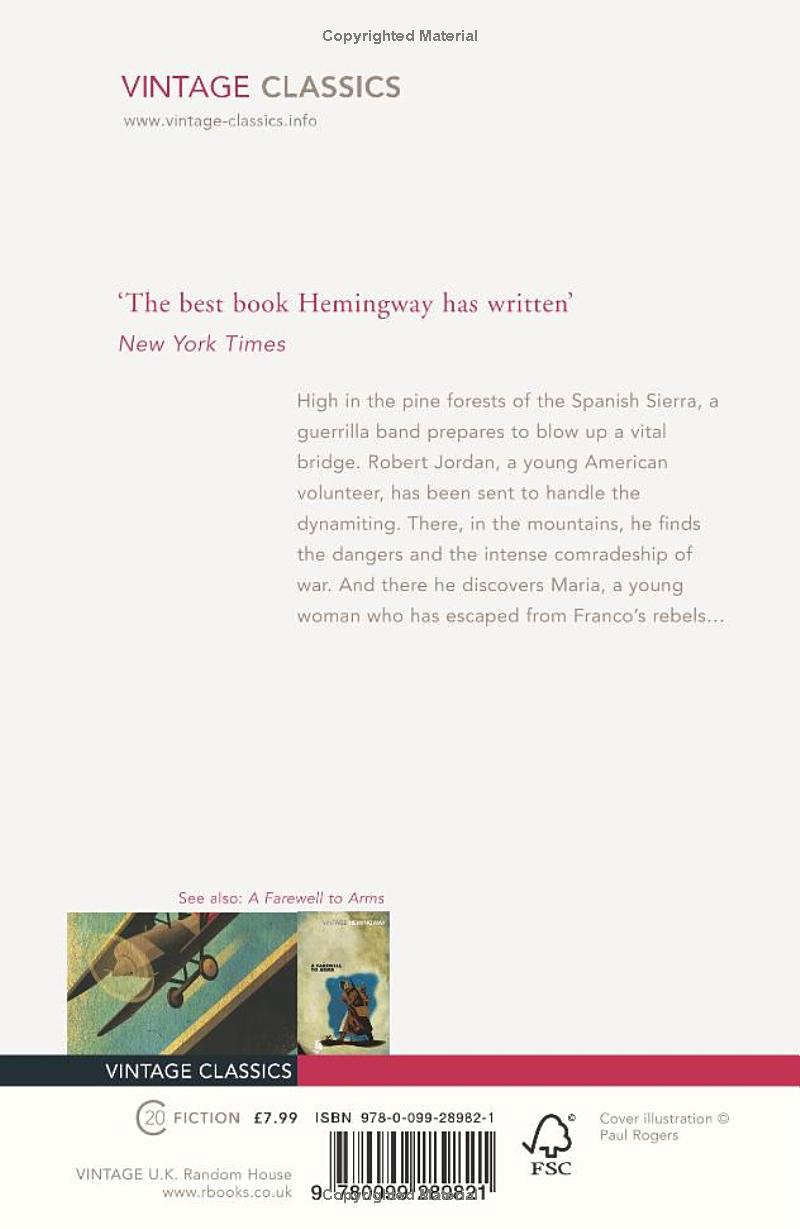 Copyrighted Material
VINTAGE CLASSICS
www.vintage-classics.info
‘The best book Hemingway has written’
New York Times
High in the pine forests of the Spanish Sierra, a
guerrilla band prepares to blow up a vital
bridge. Robert Jordan, a young American
volunteer, has been sent to handle the
dynamiting. There, in the mountains, he finds
the dangers and the intense comradeship of
war. And there he discovers Maria, a young
woman who has escaped from Franco’s rebels…
See also: A Farewell to Arms
VINTAGE HEMINGWAY
A FAREWELL
TO ARMS
VINTAGE CLASSICS
C20 FICTION £7.99 ISBN 978-0-099-28982-1
Cover illustration ©
Paul Rogers
FSC
©
VINTAGE U.K. Random House
www.rbooks.co.uk
9 780099 289821
Copyrighted Material